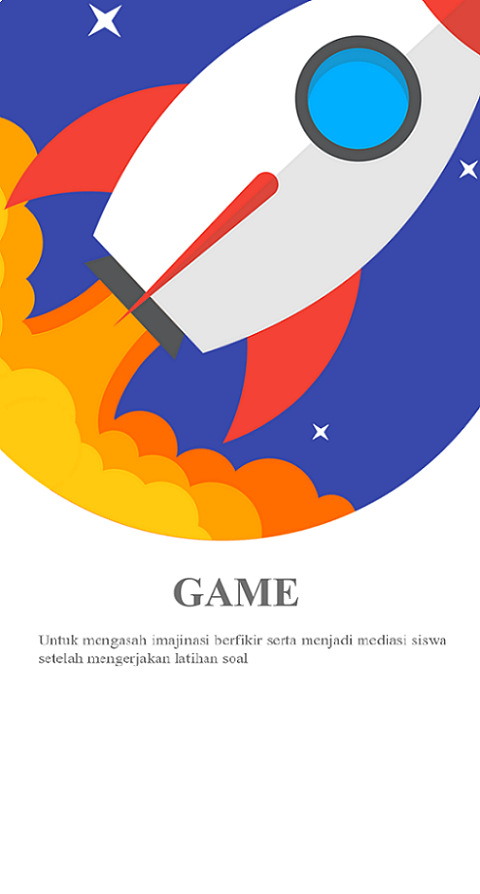 GAME
Untuk mengasah imajinasi berfikir serta menjadi mediasi siswa
setelah mengerjakan latihan soal